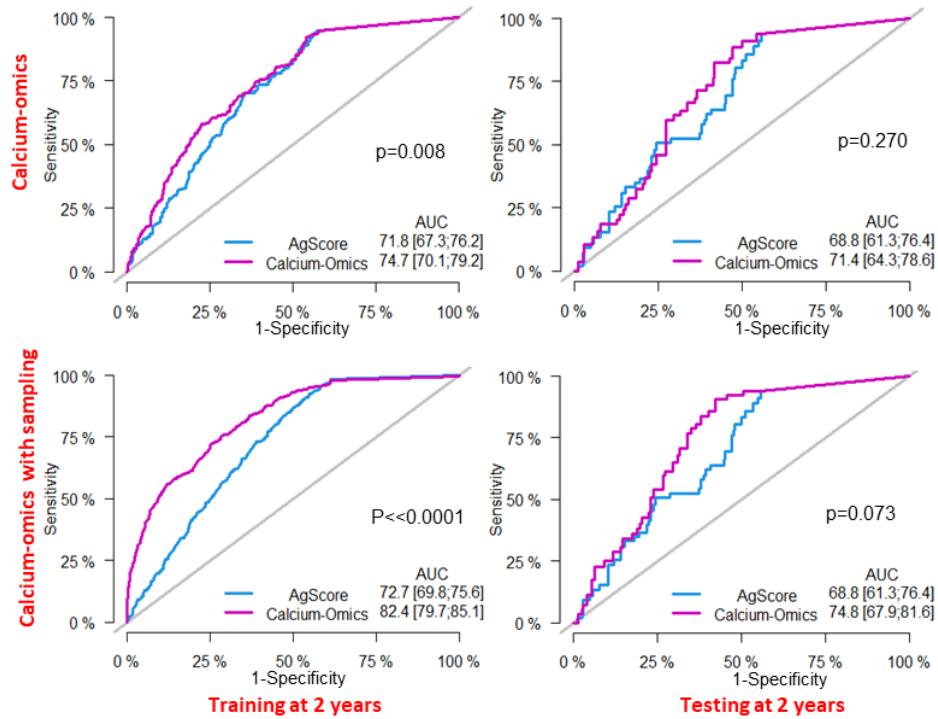 Calcium-omics
Sensitivity
100 %
75 %
50 %
25 %
0 %
p=0.008
AUC
AgScore 71.8 [67.3;76.2]
Calcium-Omics 74.7 [70.1;79.2]
0 % 25 % 50 % 75 % 100 %
1-Specificity
Sensitivity
100 %
75 %
50 %
25 %
0 %
p=0.270
AUC
AgScore 68.8 [61.3;76.4]
Calcium-Omics 71.4 [64.3;78.6]
0 % 25 % 50 % 75 % 100 %
1-Specificity
Calcium-omics with sampling
Sensitivity
100 %
75 %
50 %
25 %
0 %
P<<0.0001
AUC
AgScore 72.7 [69.8;75.6]
Calcium-Omics 82.4 [79.7;85.1]
0 % 25 % 50 % 75 % 100 %
1-Specificity
Sensitivity
100 %
75 %
50 %
25 %
0 %
p=0.073
AUC
AgScore 68.8 [61.3;76.4]
Calcium-Omics 74.8 [67.9;81.6]
0 % 25 % 50 % 75 % 100 %
1-Specificity
Training at 2 years
Testing at 2 years